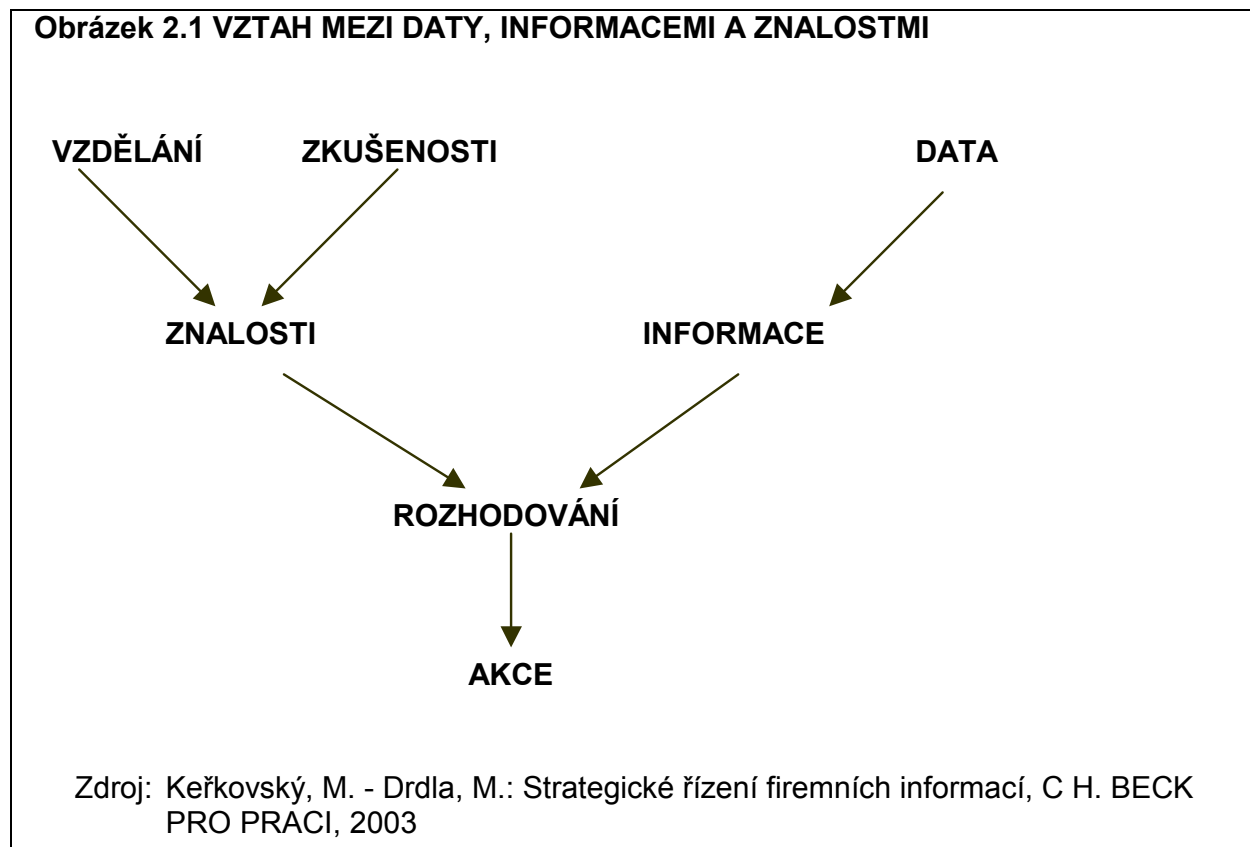 Obrázek 2.1 VZTAH MEZI DATY, INFORMACEMI A ZNALOSTMI
VZDĚLÁNÍ ZKUŠENOSTI DATA
ZNALOSTI INFORMACE
ROZHODOVÁNÍ
AKCE
Zdroj: Keřkovský, M. - Drdla, M.: Strategické řízení firemních informací, C H. BECK
PRO PRACI, 2003